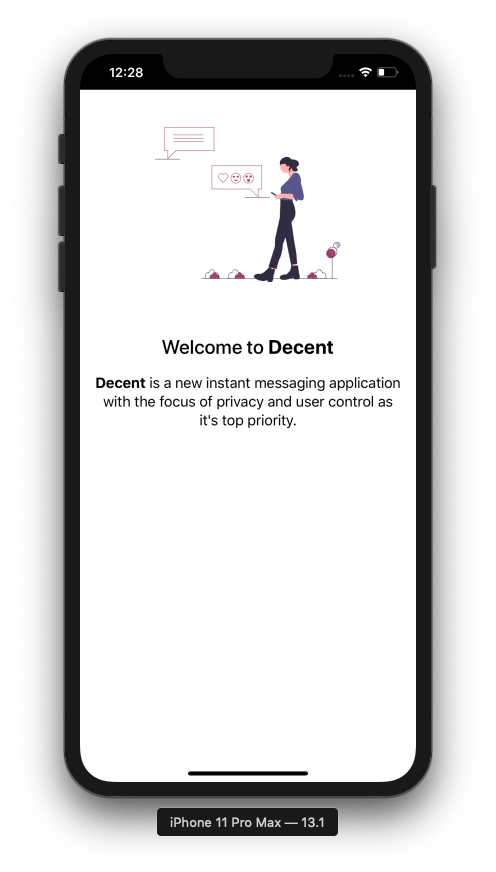 12:28
Welcome to Decent
Decent is a new instant messaging application
with the focus of privacy and user control as
it's top priority.
iPhone 11 Pro Max — 13.1